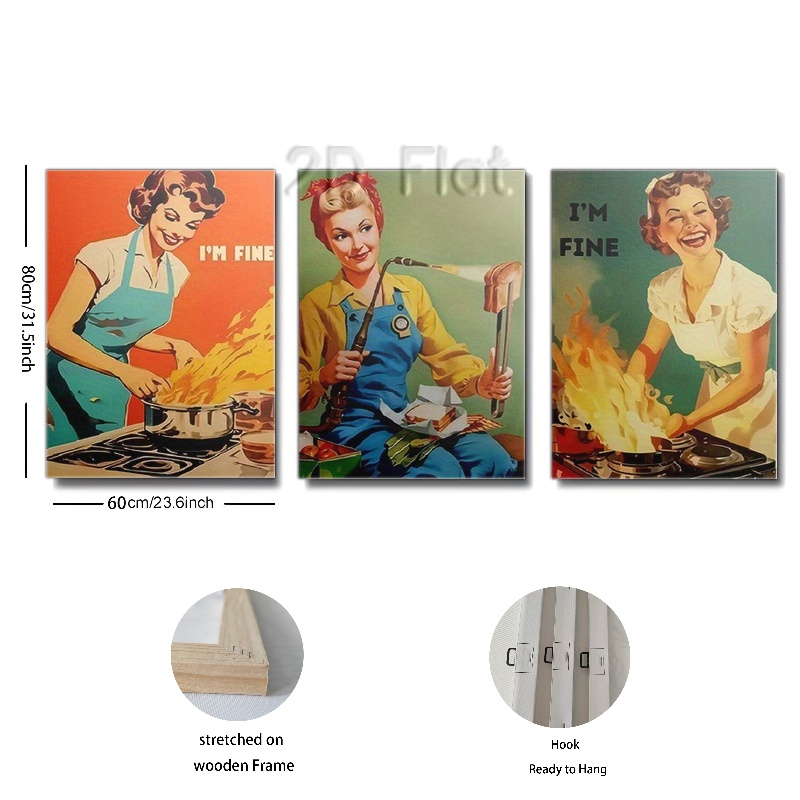 2D Flat
I'M FINE
I'M
FINE
80cm/31.5inch
60cm/23.6inch
stretched on
wooden Frame
Hook
Ready to Hang